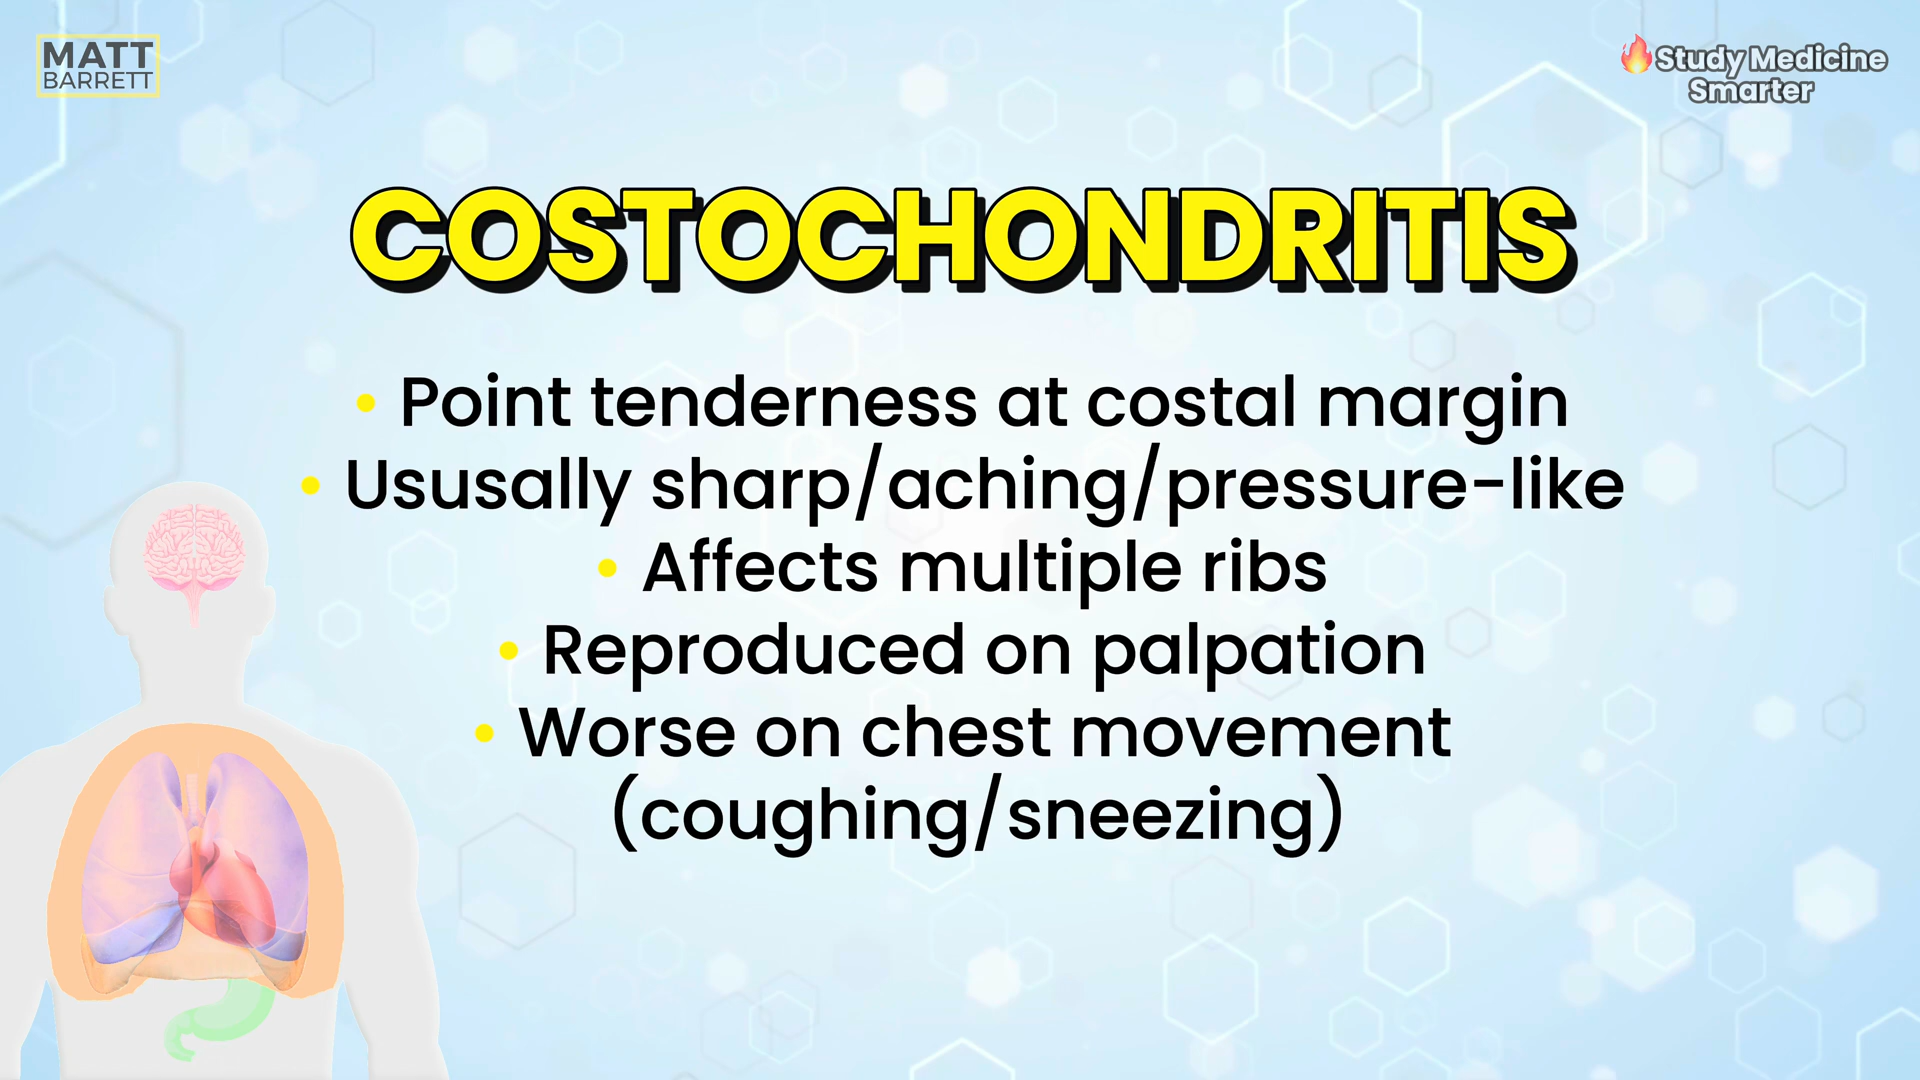 MATT
BARRETT
Study Medicine
Smarter
COSTOCHONDRITIS
• Point tenderness at costal margin
• Ususally sharp/aching/pressure-like
• Affects multiple ribs
• Reproduced on palpation
• Worse on chest movement
(coughing/sneezing)